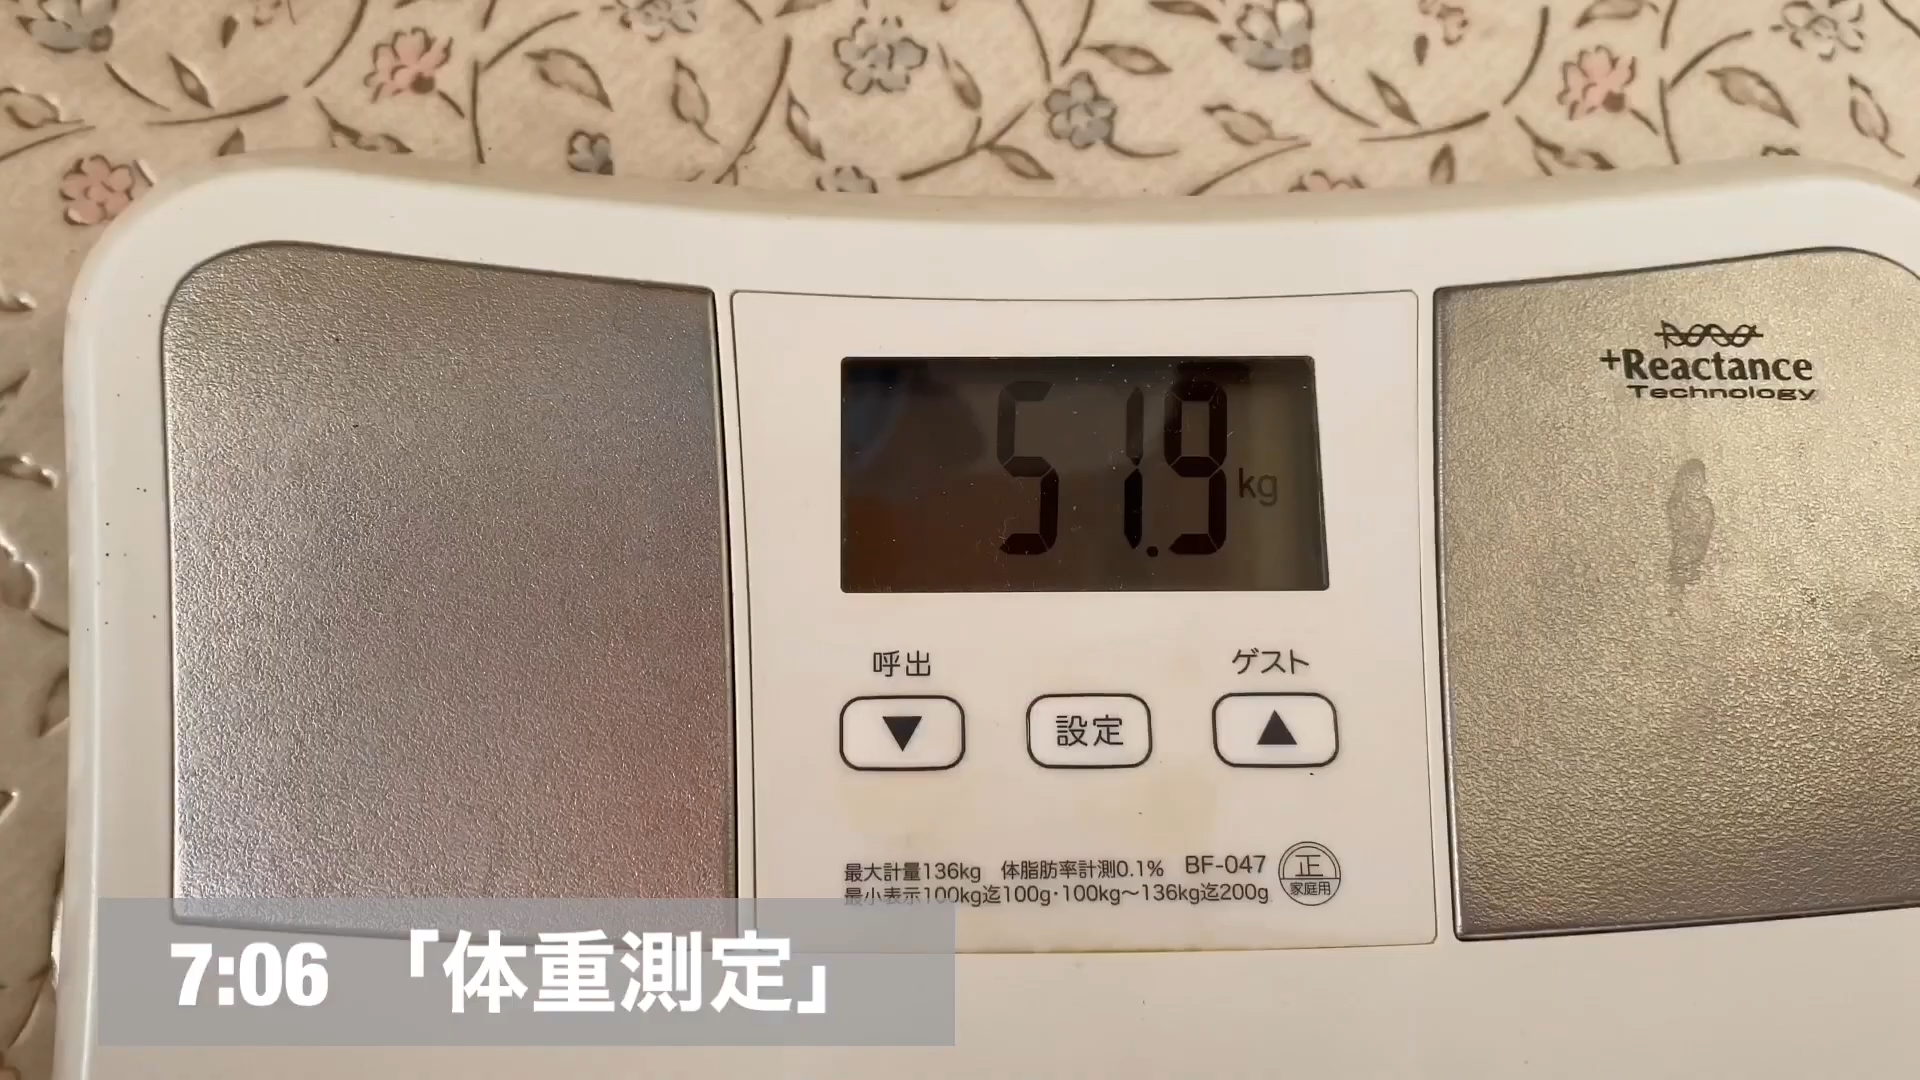 +Reactance
Technology
51.9 kg
呼出
ゲスト
▼
設定
▲
最大計量136kg 体脂肪率計測0.1% BF-047
最小表示100kg迄100g・100kg〜136kg迄200g
正
家庭用
7:06 「体重測定」